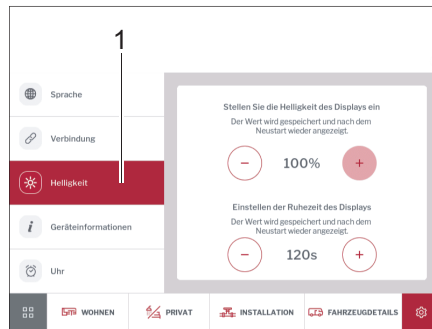 1
Sprache
Verbindung
Helligkeit
Geräteinformationen
Uhr
Stellen Sie die Helligkeit des Displays ein
Der Wert wird gespeichert und nach dem
Neustart wieder angezeigt.
− 100% +
Einstellen der Ruhezeit des Displays
Der Wert wird gespeichert und nach dem
Neustart wieder angezeigt.
− 120s +
WOHNEN PRIVAT INSTALLATION FAHRZEUGDETAILS